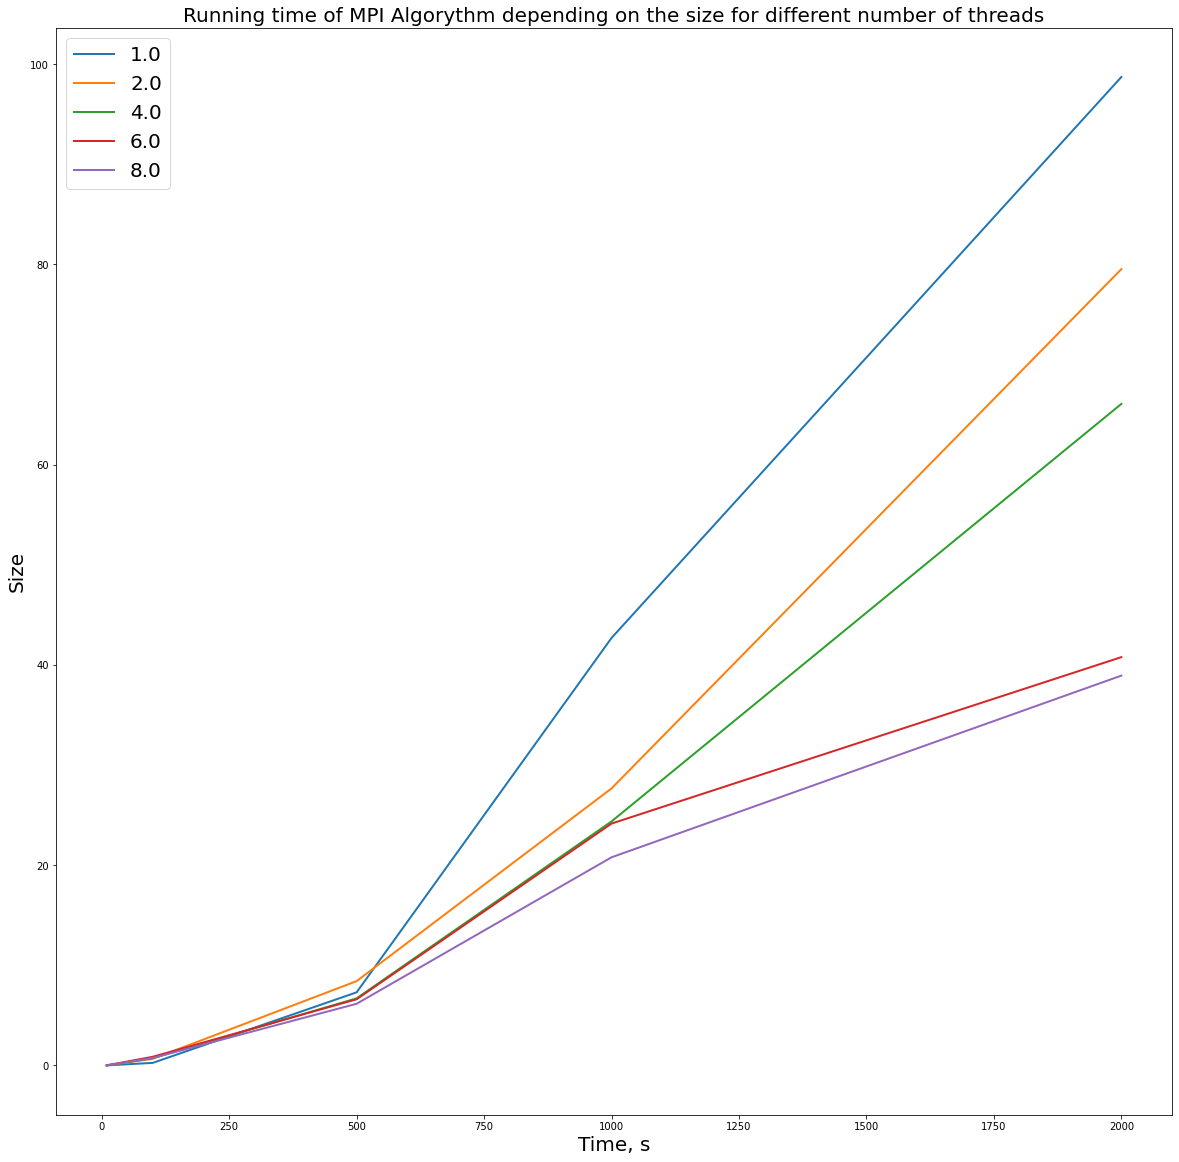 Running time of MPI Algorythm depending on the size for different number of threads
1.0
2.0
4.0
6.0
8.0
Size
100
80
60
40
20
0
0 250 500 750 1000 1250 1500 1750 2000
Time, s